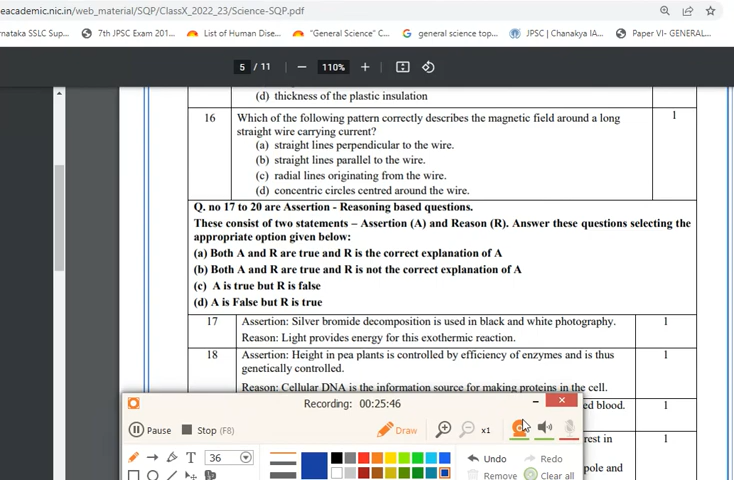 eacademic.nic.in/web_material/SQP/ClassX_2022_23/Science-SQP.pdf
rnataka SSLC Sup... 7th JPSC Exam 201... List of Human Dise... "General Science" C... general science top... JPSC | Chanakya IA... Paper VI- GENERAL...
5 / 11 110%
(d) thickness of the plastic insulation
16 Which of the following pattern correctly describes the magnetic field around a long 1
straight wire carrying current?
(a) straight lines perpendicular to the wire.
(b) straight lines parallel to the wire.
(c) radial lines originating from the wire.
(d) concentric circles centred around the wire.
Q. no 17 to 20 are Assertion - Reasoning based questions.
These consist of two statements – Assertion (A) and Reason (R). Answer these questions selecting the
appropriate option given below:
(a) Both A and R are true and R is the correct explanation of A
(b) Both A and R are true and R is not the correct explanation of A
(c) A is true but R is false
(d) A is False but R is true
17 Assertion: Silver bromide decomposition is used in black and white photography. 1
Reason: Light provides energy for this exothermic reaction.
18 Assertion: Height in pea plants is controlled by efficiency of enzymes and is thus 1
genetically controlled.
Reason: Cellular DNA is the information source for making proteins in the cell.
Recording: 00:25:46
ed blood. 1
Pause Stop (F8) Draw x1
rest in 1
T 36
Undo Redo
pole and
Remove Clear all